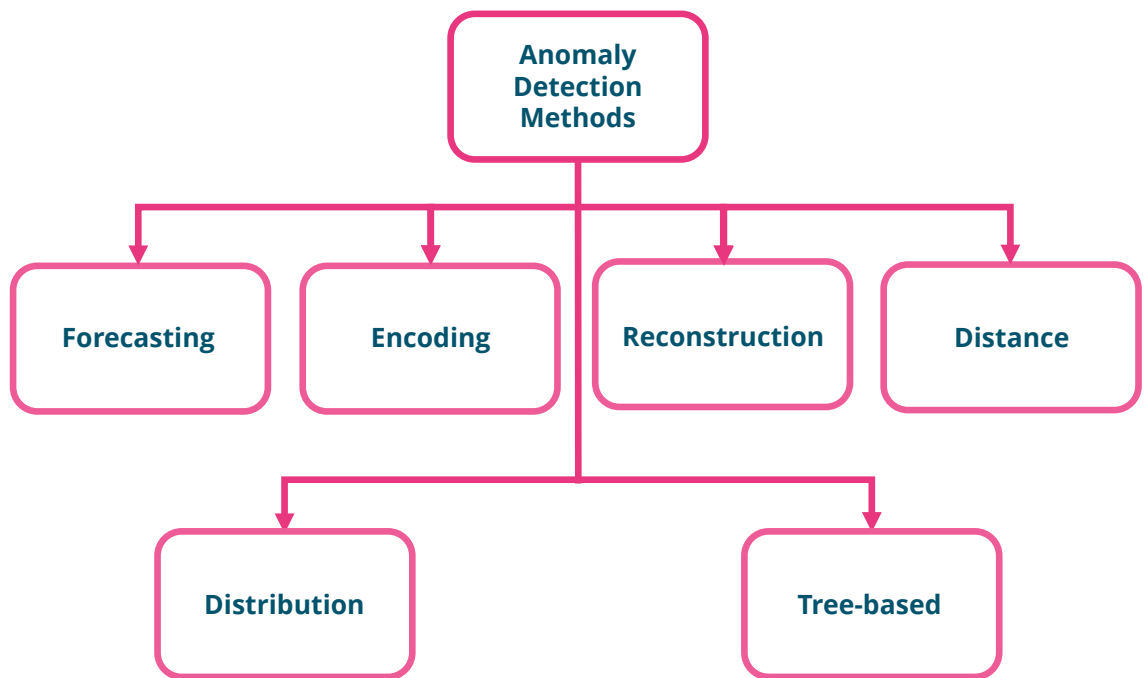 Anomaly
Detection
Methods
Forecasting
Encoding
Reconstruction
Distance
Distribution
Tree-based